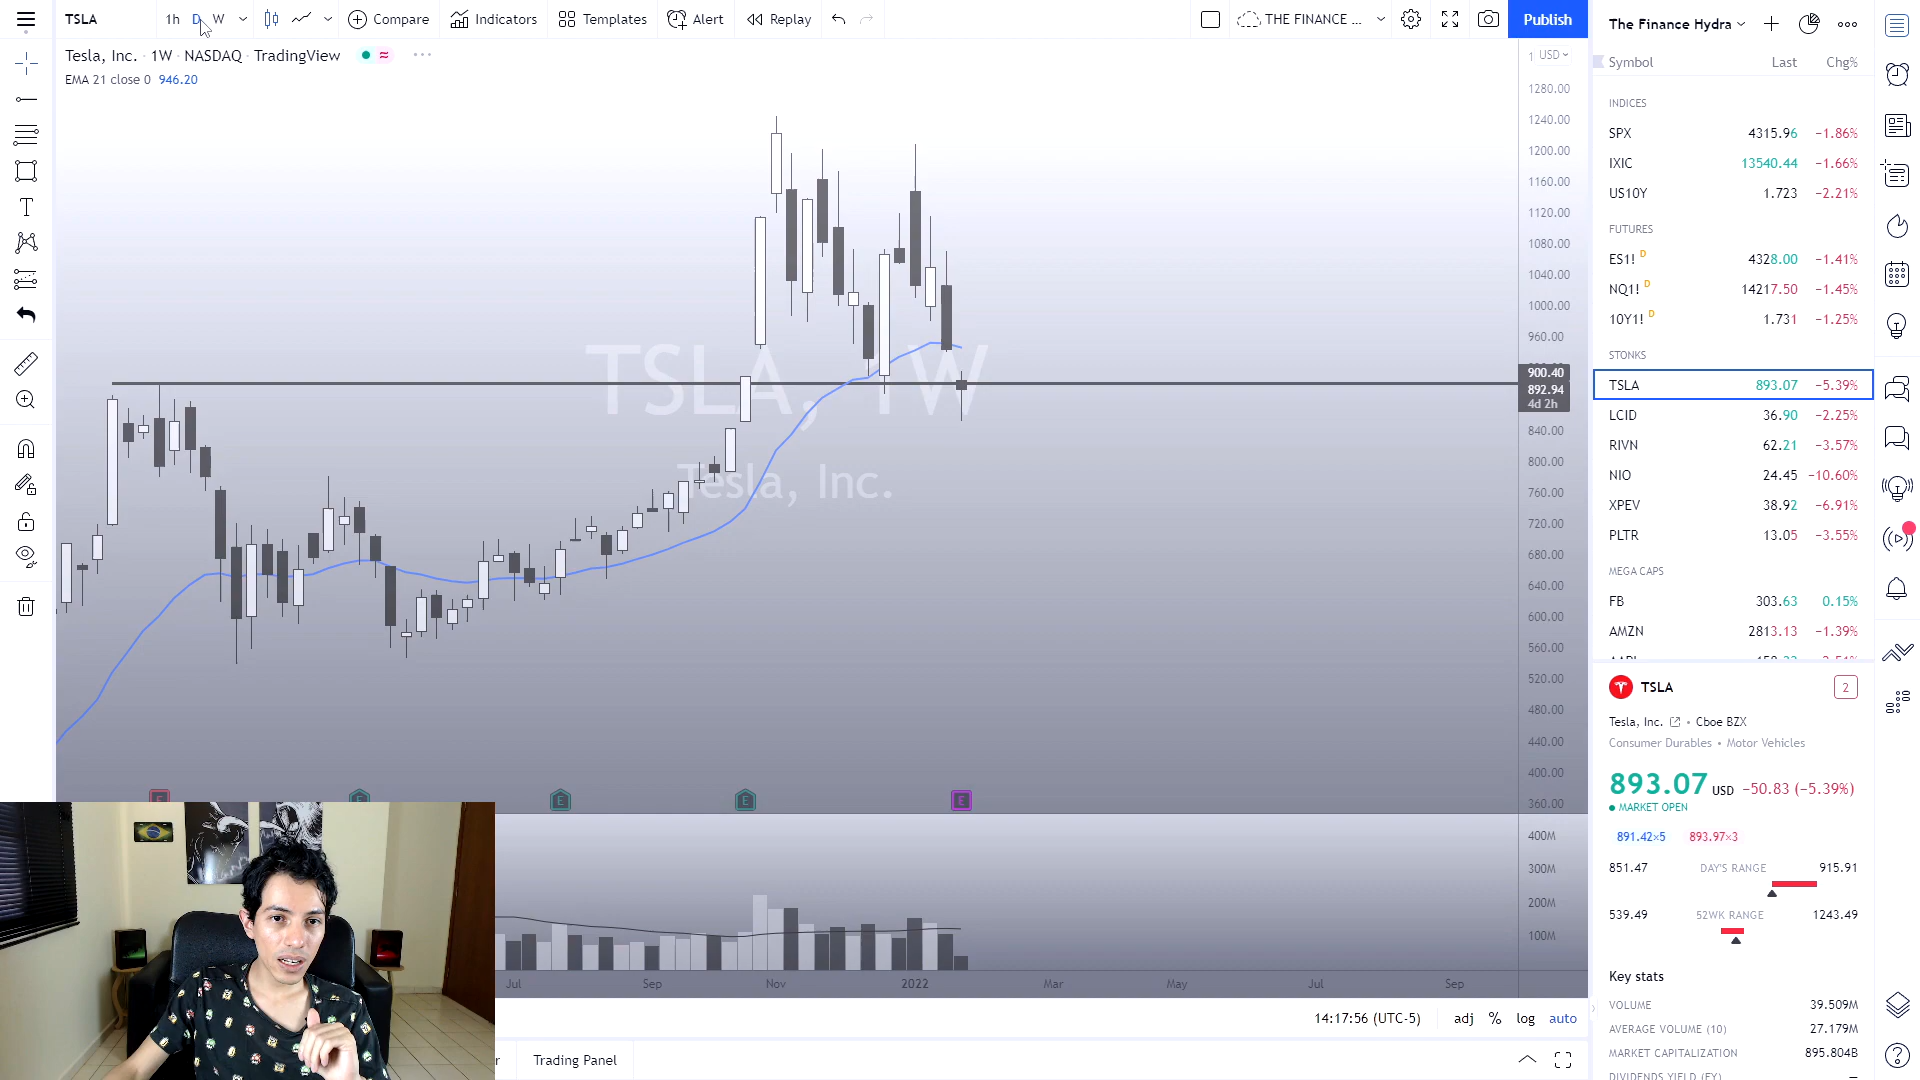 TSLA 1h D W Compare Indicators Templates Alert Replay THE FINANCE ... Publish
Tesla, Inc. · 1W · NASDAQ · TradingView
EMA 21 close 0 946.20
TSLA, 1W
Tesla, Inc.
1 USD
1280.00
1240.00
1200.00
1160.00
1120.00
1080.00
1040.00
1000.00
960.00
900.40
892.94
4d 2h
840.00
800.00
760.00
720.00
680.00
640.00
600.00
560.00
520.00
480.00
440.00
400.00
360.00
E E E
400M
300M
200M
100M
Jul Sep Nov 2022 Mar May Jul Sep
14:17:56 (UTC-5) adj % log auto
Trading Panel
The Finance Hydra
Symbol Last Chg%
INDICES
SPX 4315.96 −1.86%
IXIC 13540.44 −1.66%
US10Y 1.723 −2.21%
FUTURES
ES1! D 4328.00 −1.41%
NQ1! D 14217.50 −1.45%
10Y1! D 1.731 −1.25%
STONKS
TSLA 893.07 −5.39%
LCID 36.90 −2.25%
RIVN 62.21 −3.57%
NIO 24.45 −10.60%
XPEV 38.92 −6.91%
PLTR 13.05 −3.55%
MEGA CAPS
FB 303.63 0.15%
AMZN 2813.13 −1.39%
TSLA 2
Tesla, Inc. • Cboe BZX
Consumer Durables • Motor Vehicles
893.07 USD −50.83 (−5.39%)
MARKET OPEN
891.42×5 893.97×3
851.47 DAY'S RANGE 915.91
539.49 52WK RANGE 1243.49
Key stats
VOLUME 39.509M
AVERAGE VOLUME (10) 27.179M
MARKET CAPITALIZATION 895.804B
DIVIDENDS YIELD (FY) —